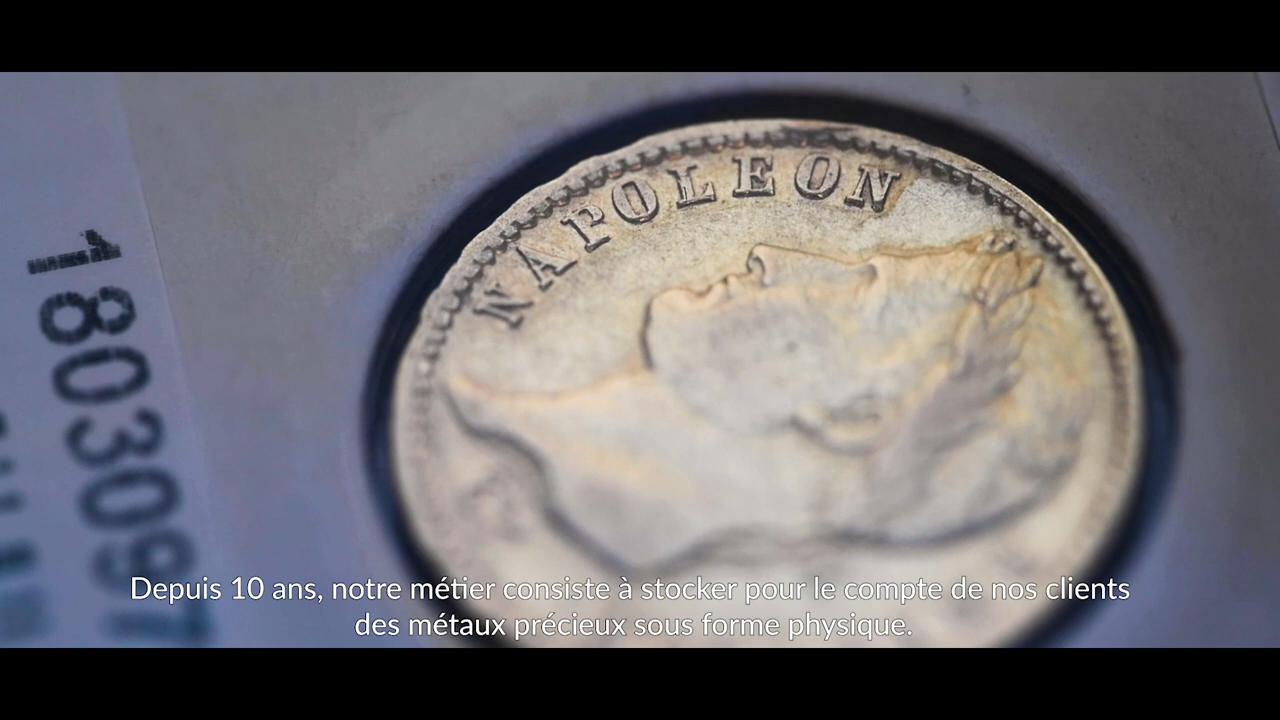 NAPOLEON
1803097
Depuis 10 ans, notre métier consiste à stocker pour le compte de nos clients
des métaux précieux sous forme physique.